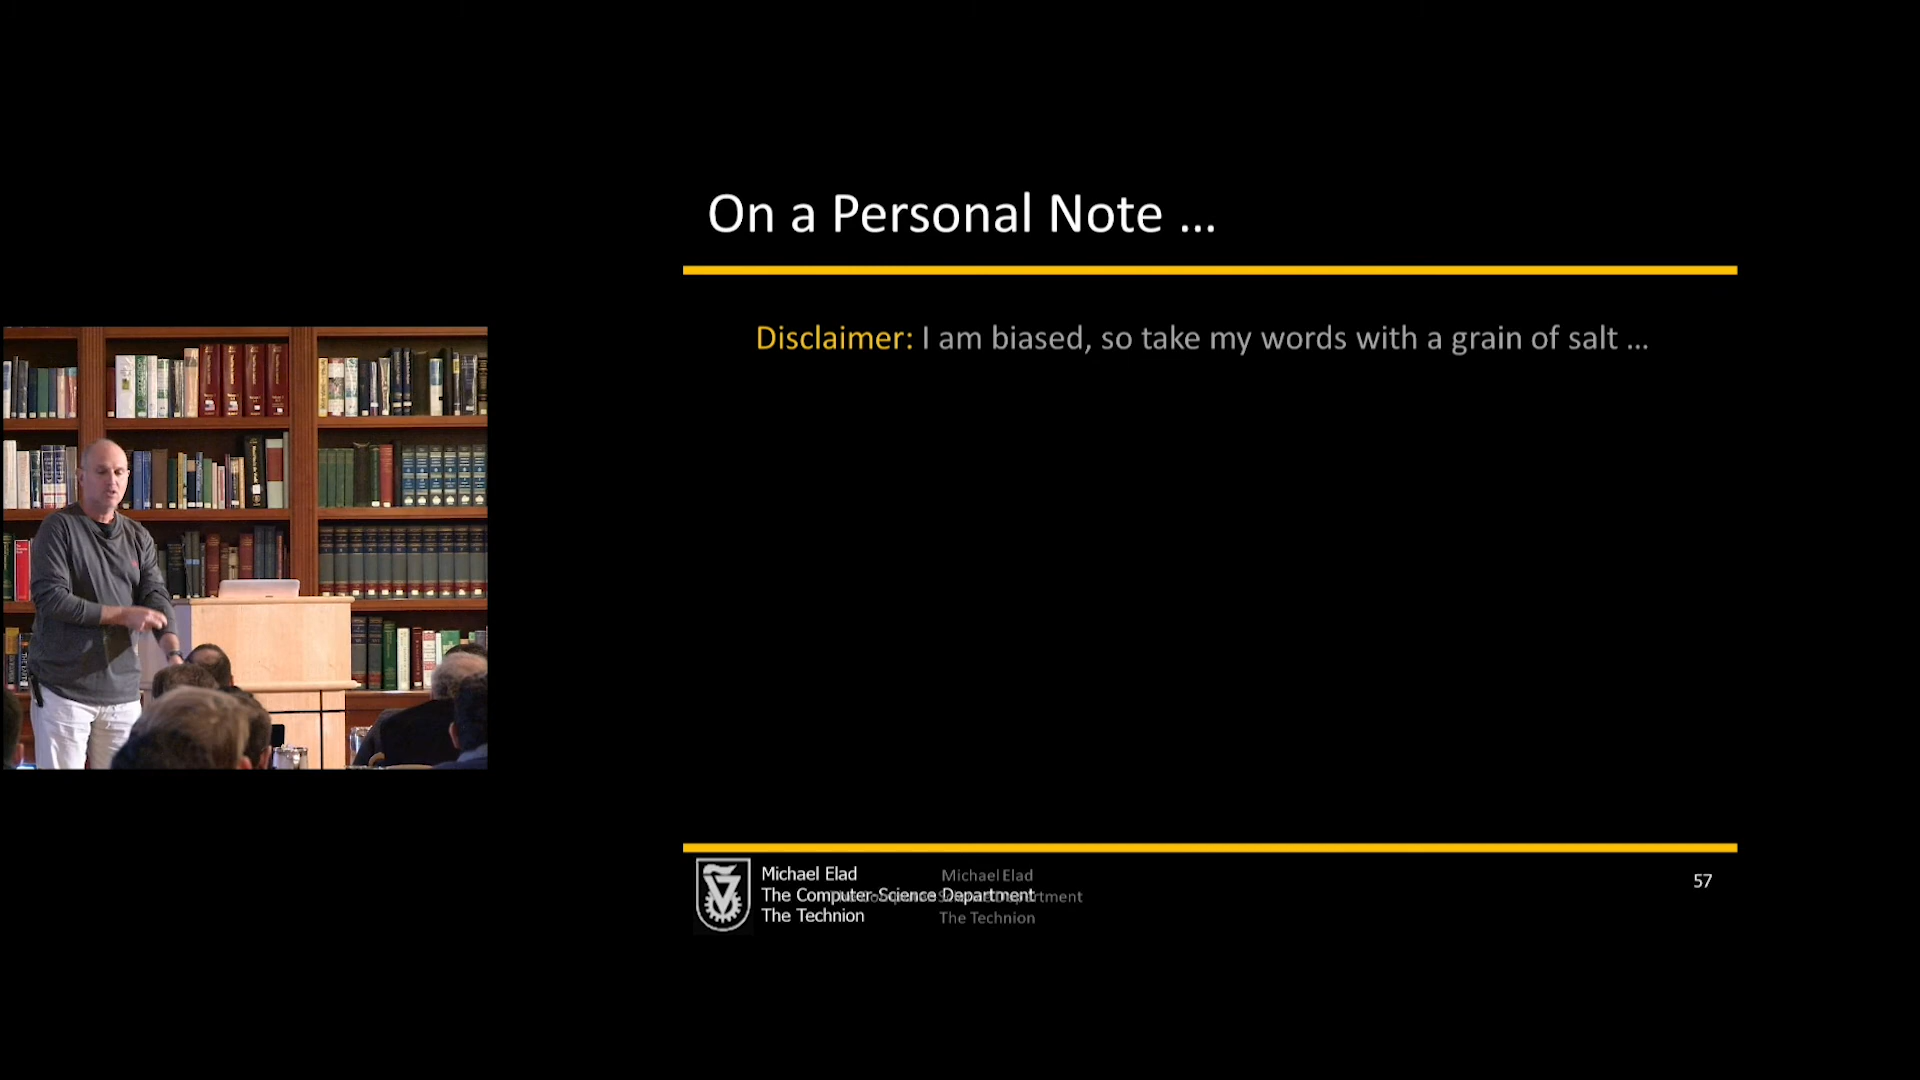 On a Personal Note ...
Disclaimer: I am biased, so take my words with a grain of salt ...
Michael Elad
The Computer-Science Department
The Technion
Michael Elad
The Computer-Science Department
The Technion
57